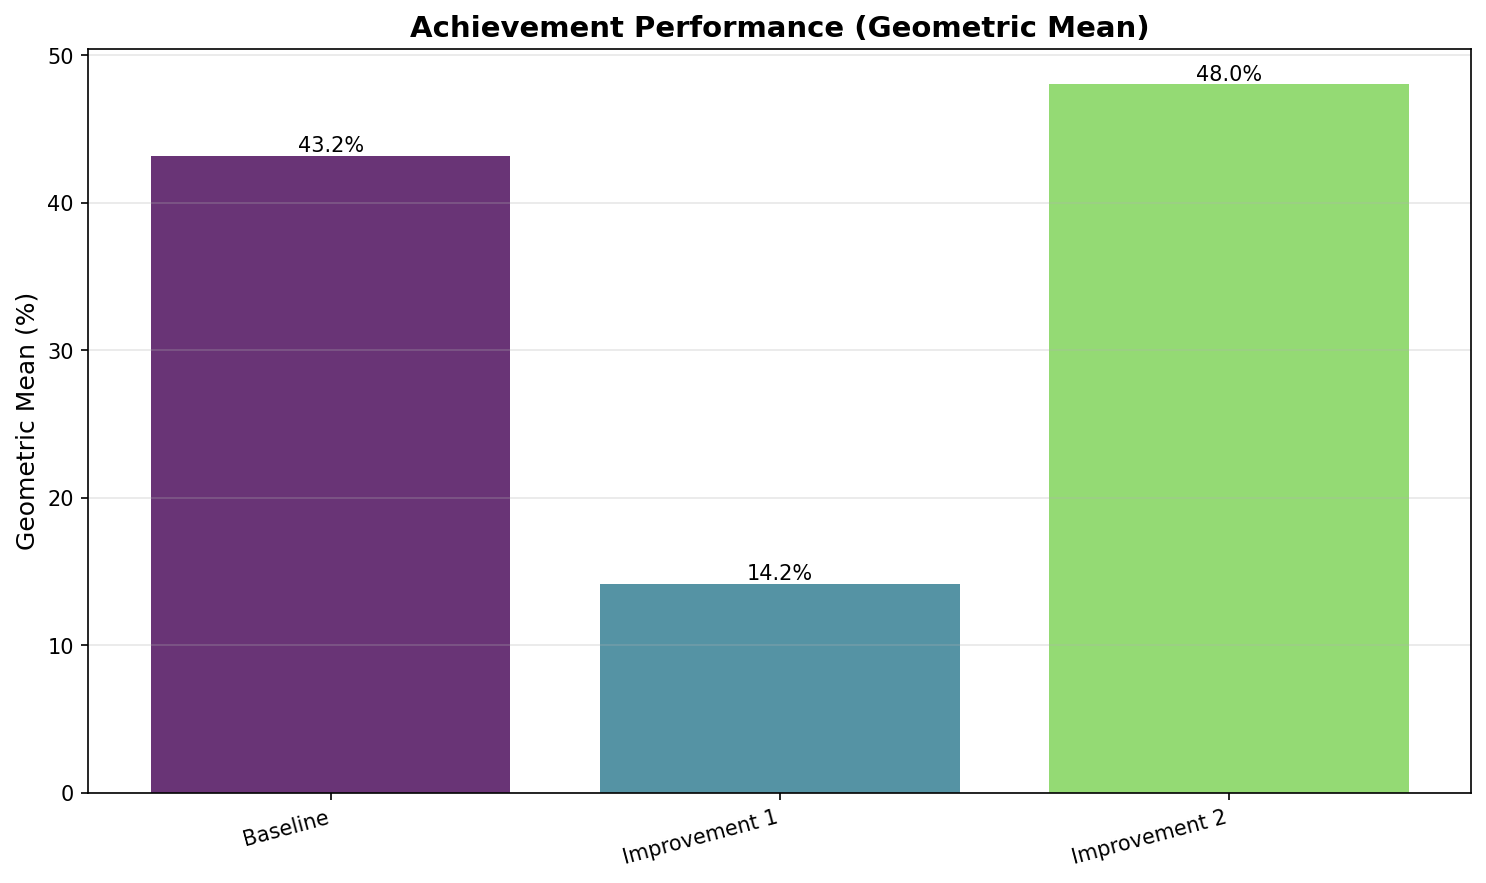 Achievement Performance (Geometric Mean)
Geometric Mean (%)
50
40
30
20
10
0
43.2%
14.2%
48.0%
Baseline
Improvement 1
Improvement 2